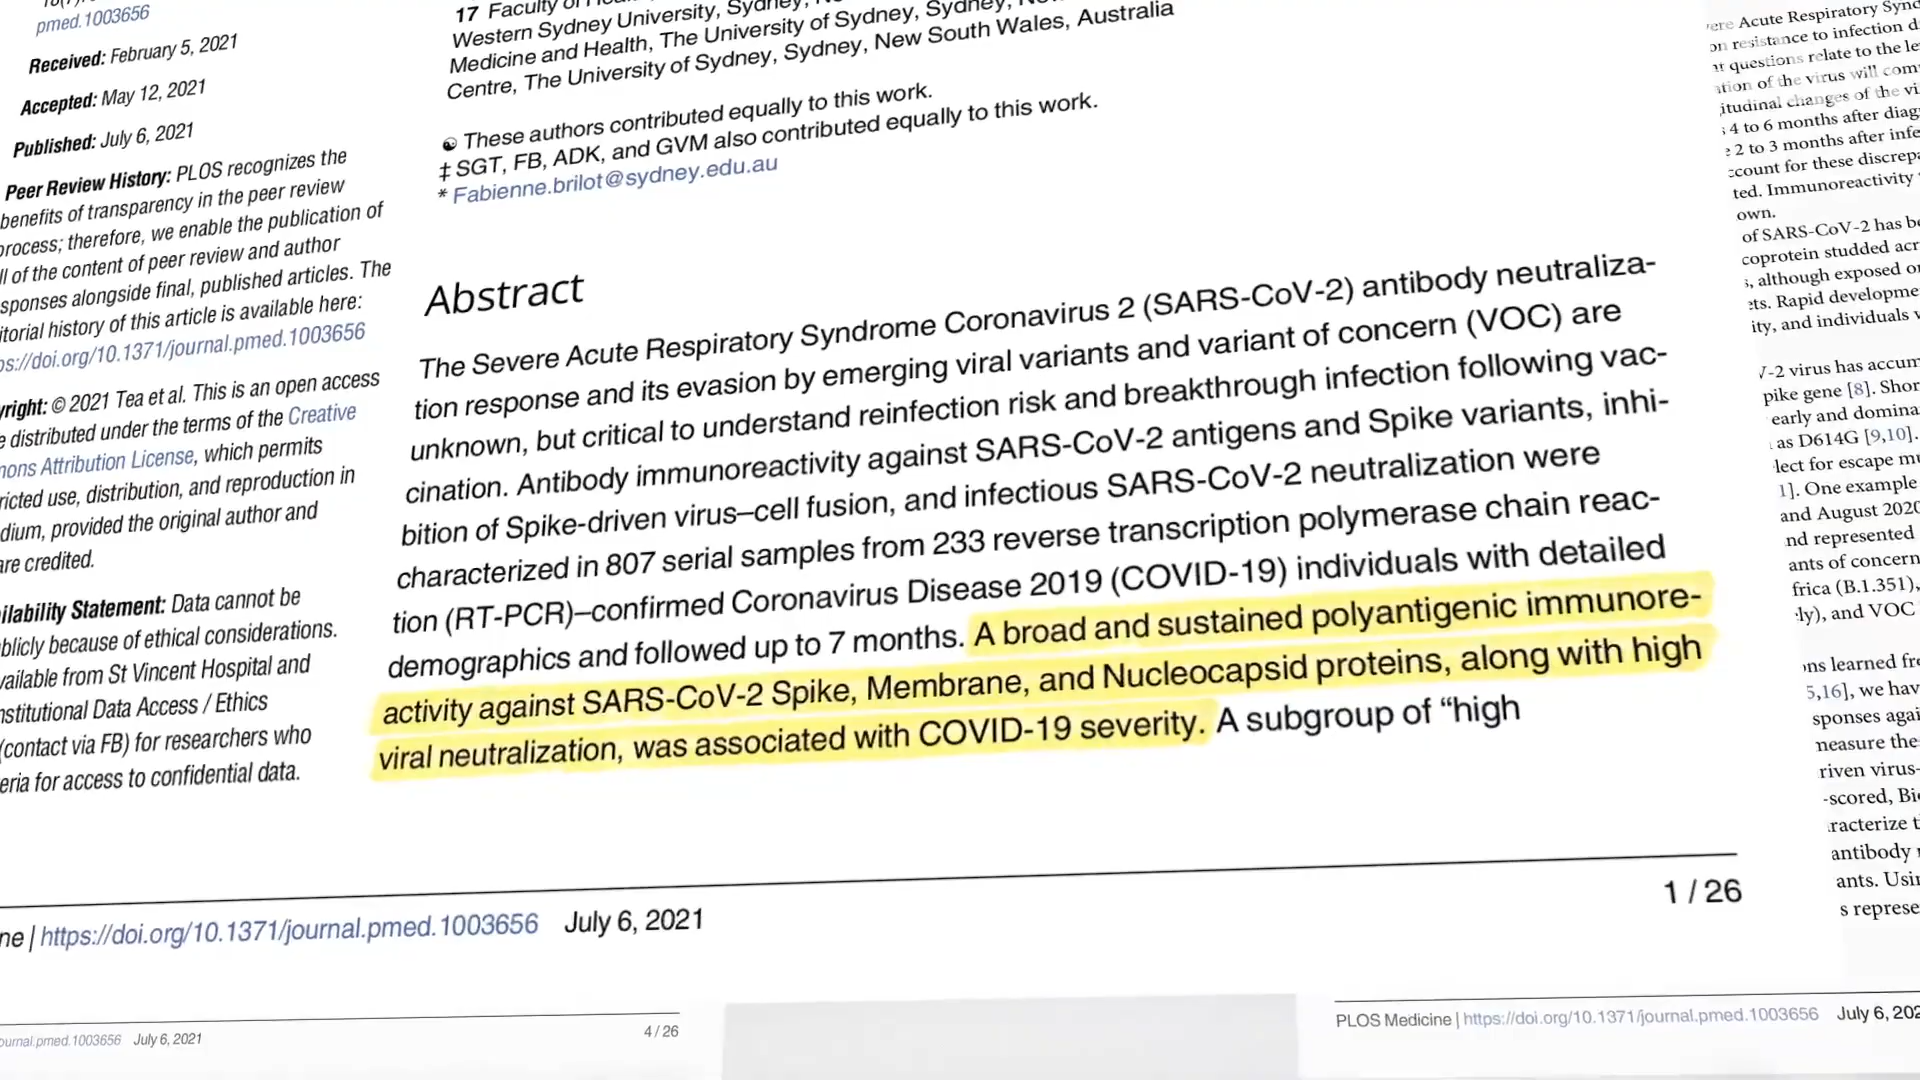 pmed.1003656
Received: February 5, 2021
Accepted: May 12, 2021
Published: July 6, 2021
Peer Review History: PLOS recognizes the
benefits of transparency in the peer review
process; therefore, we enable the publication of
of the content of peer review and author
sponses alongside final, published articles. The
itorial history of this article is available here:
ps://doi.org/10.1371/journal.pmed.1003656
yright: © 2021 Tea et al. This is an open access
e distributed under the terms of the Creative
mons Attribution License, which permits
ricted use, distribution, and reproduction in
dium, provided the original author and
are credited.
ilability Statement: Data cannot be
blicly because of ethical considerations.
vailable from St Vincent Hospital and
nstitutional Data Access / Ethics
(contact via FB) for researchers who
eria for access to confidential data.
17 Faculty of
Western Sydney University, Sydney,
Medicine and Health, The University of Sydney, Sydney,
Centre, The University of Sydney, Sydney, New South Wales, Australia
☯ These authors contributed equally to this work.
‡ SGT, FB, ADK, and GVM also contributed equally to this work.
* Fabienne.brilot@sydney.edu.au
Abstract
The Severe Acute Respiratory Syndrome Coronavirus 2 (SARS-CoV-2) antibody neutraliza-
tion response and its evasion by emerging viral variants and variant of concern (VOC) are
unknown, but critical to understand reinfection risk and breakthrough infection following vac-
cination. Antibody immunoreactivity against SARS-CoV-2 antigens and Spike variants, inhi-
bition of Spike-driven virus–cell fusion, and infectious SARS-CoV-2 neutralization were
characterized in 807 serial samples from 233 reverse transcription polymerase chain reac-
tion (RT-PCR)–confirmed Coronavirus Disease 2019 (COVID-19) individuals with detailed
demographics and followed up to 7 months. A broad and sustained polyantigenic immunore-
activity against SARS-CoV-2 Spike, Membrane, and Nucleocapsid proteins, along with high
viral neutralization, was associated with COVID-19 severity. A subgroup of “high
ne | https://doi.org/10.1371/journal.pmed.1003656 July 6, 2021
1 / 26
ere Acute Respiratory Synd
on resistance to infection d
questions relate to the le
ation of the virus will com
itudinal changes of the vi
4 to 6 months after diag
2 to 3 months after infe
count for these discrepa
ted. Immunoreactivity
own.
of SARS-CoV-2 has be
coprotein studded acr
s, although exposed o
ets. Rapid developme
ity, and individuals
V-2 virus has accum
pike gene [8]. Shor
early and domina
as D614G [9,10].
lect for escape mu
1]. One example
and August 2020
nd represented
ants of concern
frica (B.1.351),
ly), and VOC
ns learned fro
5,16], we hav
sponses agai
neasure the
riven virus-
-scored, Bi
racterize t
antibody
ants. Usin
s represe
journal.pmed.1003656 July 6, 2021
4 / 26
PLOS Medicine | https://doi.org/10.1371/journal.pmed.1003656 July 6, 202